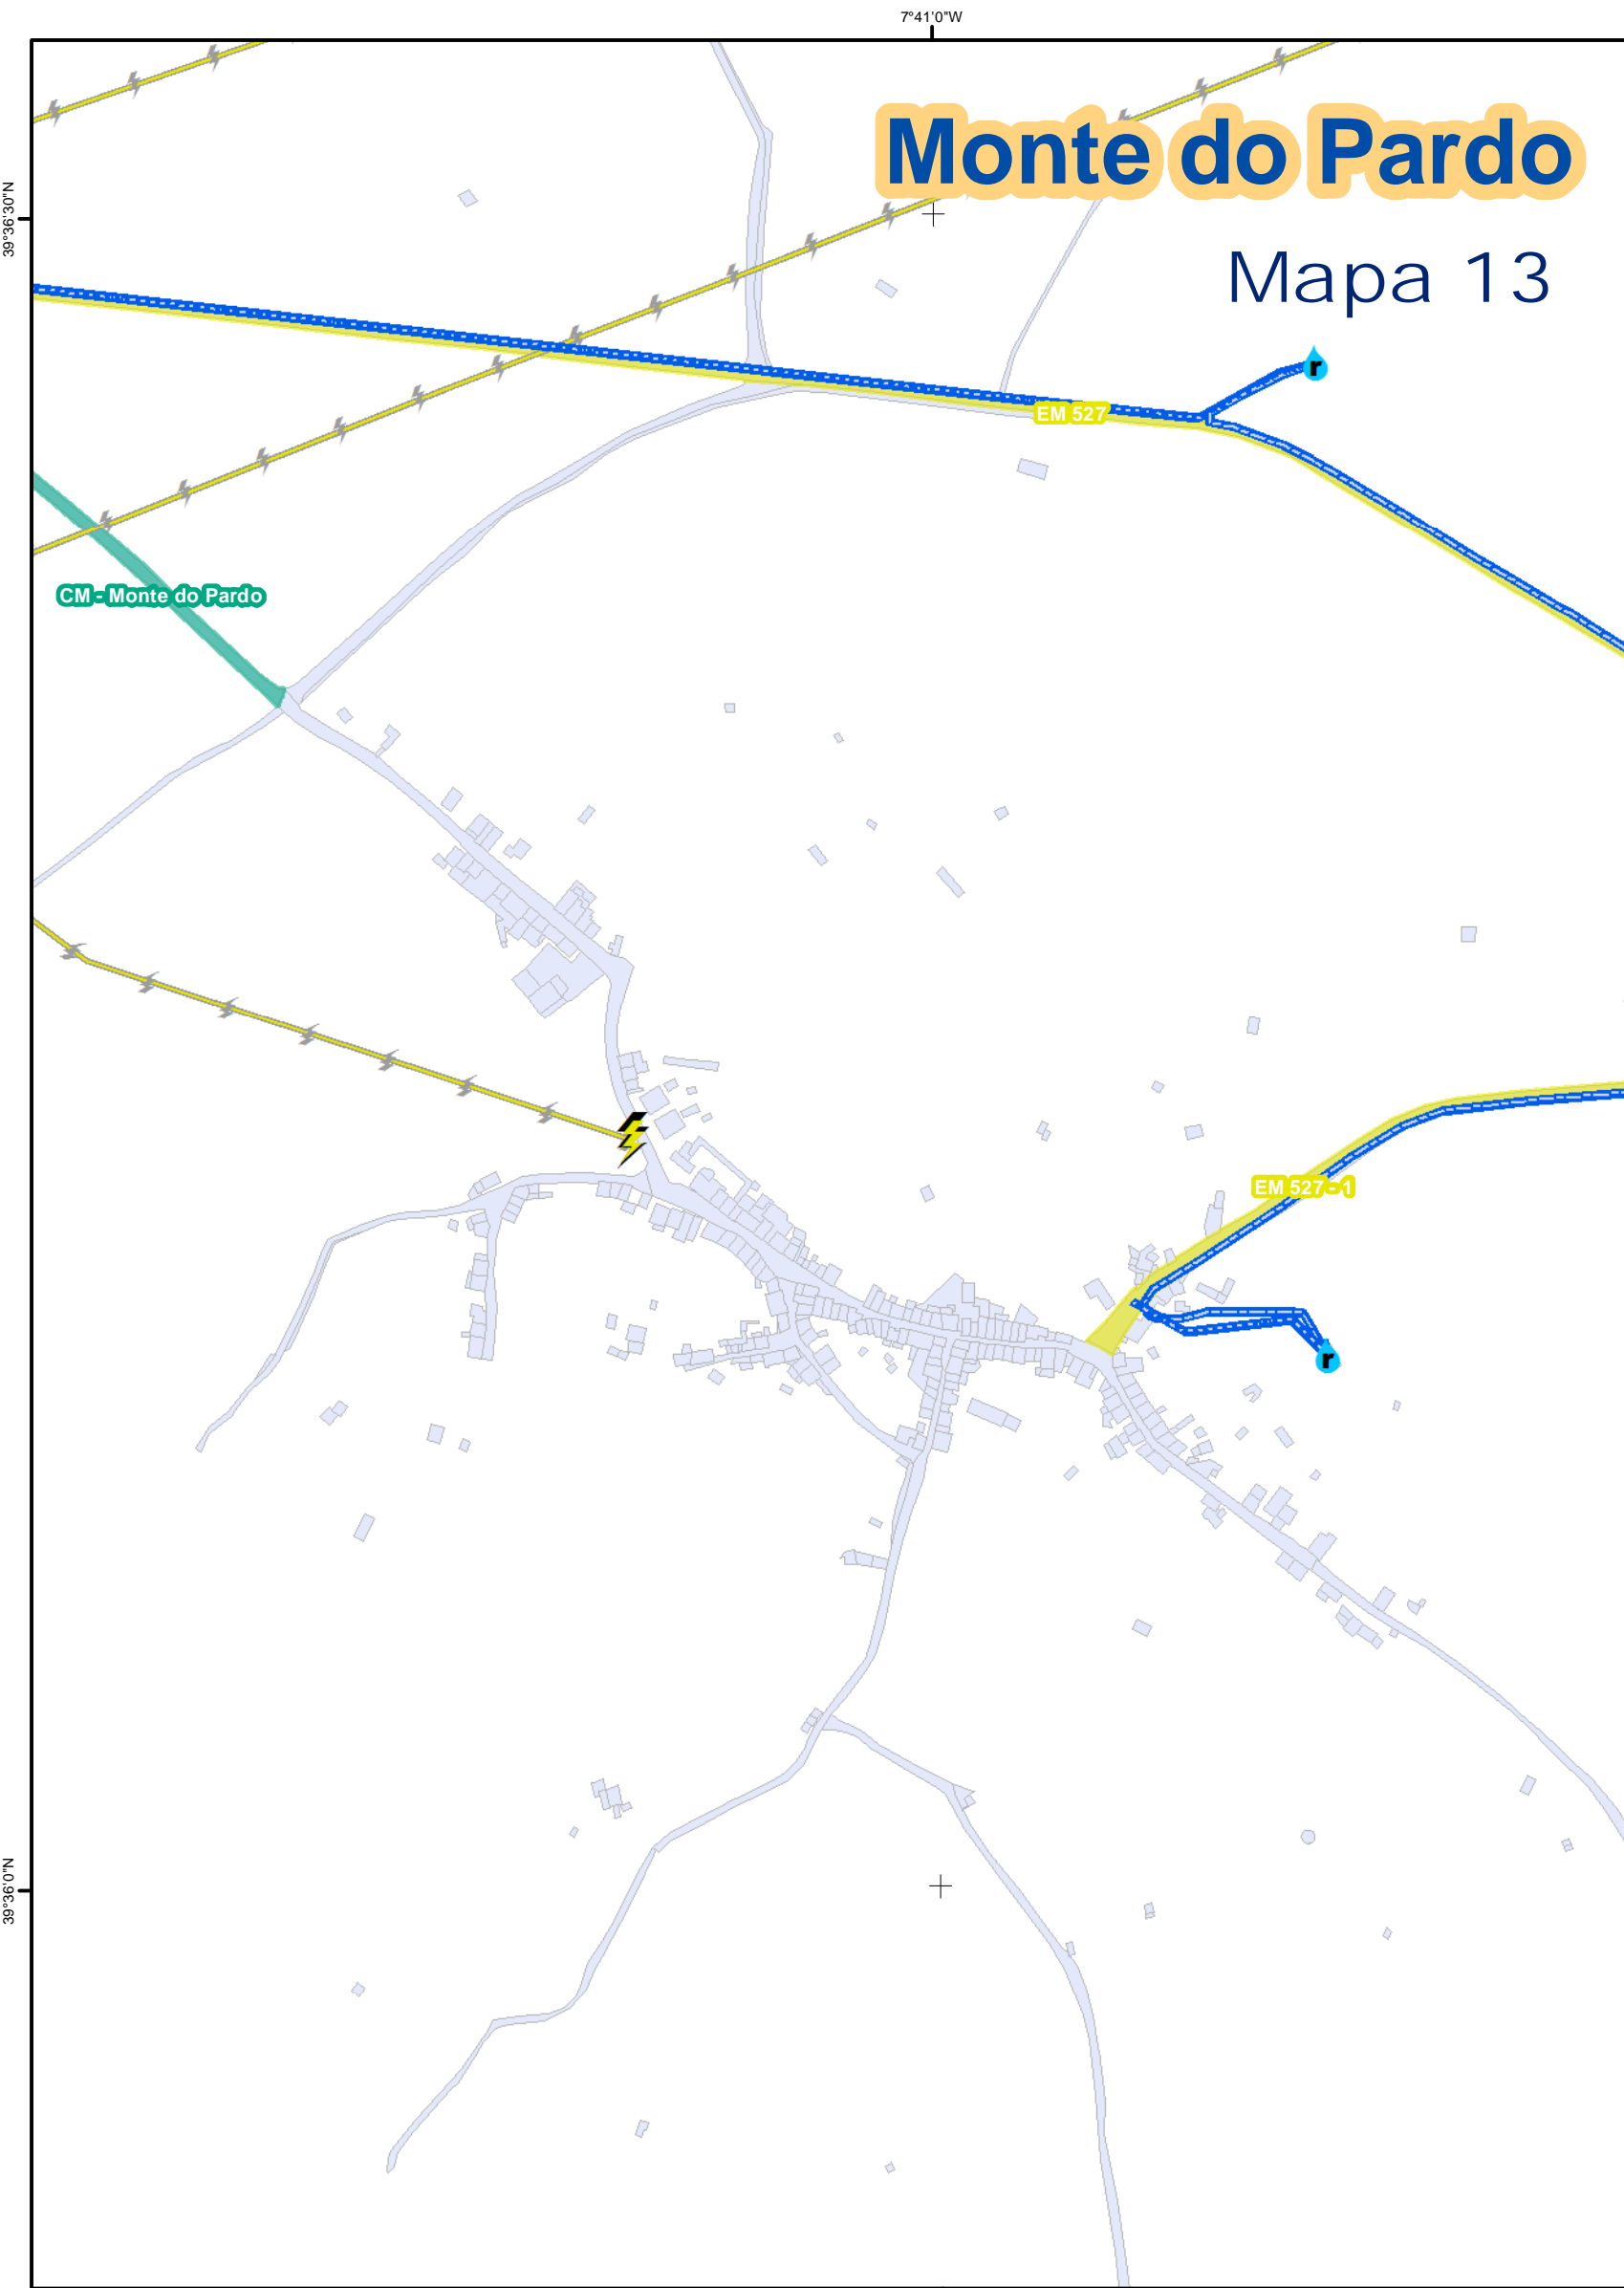 7°41'0"W
Monte do Pardo
39°36'30"N
Mapa 13
r
EM 527
CM - Monte do Pardo
EM 527 - 1
r
39°36'0"N